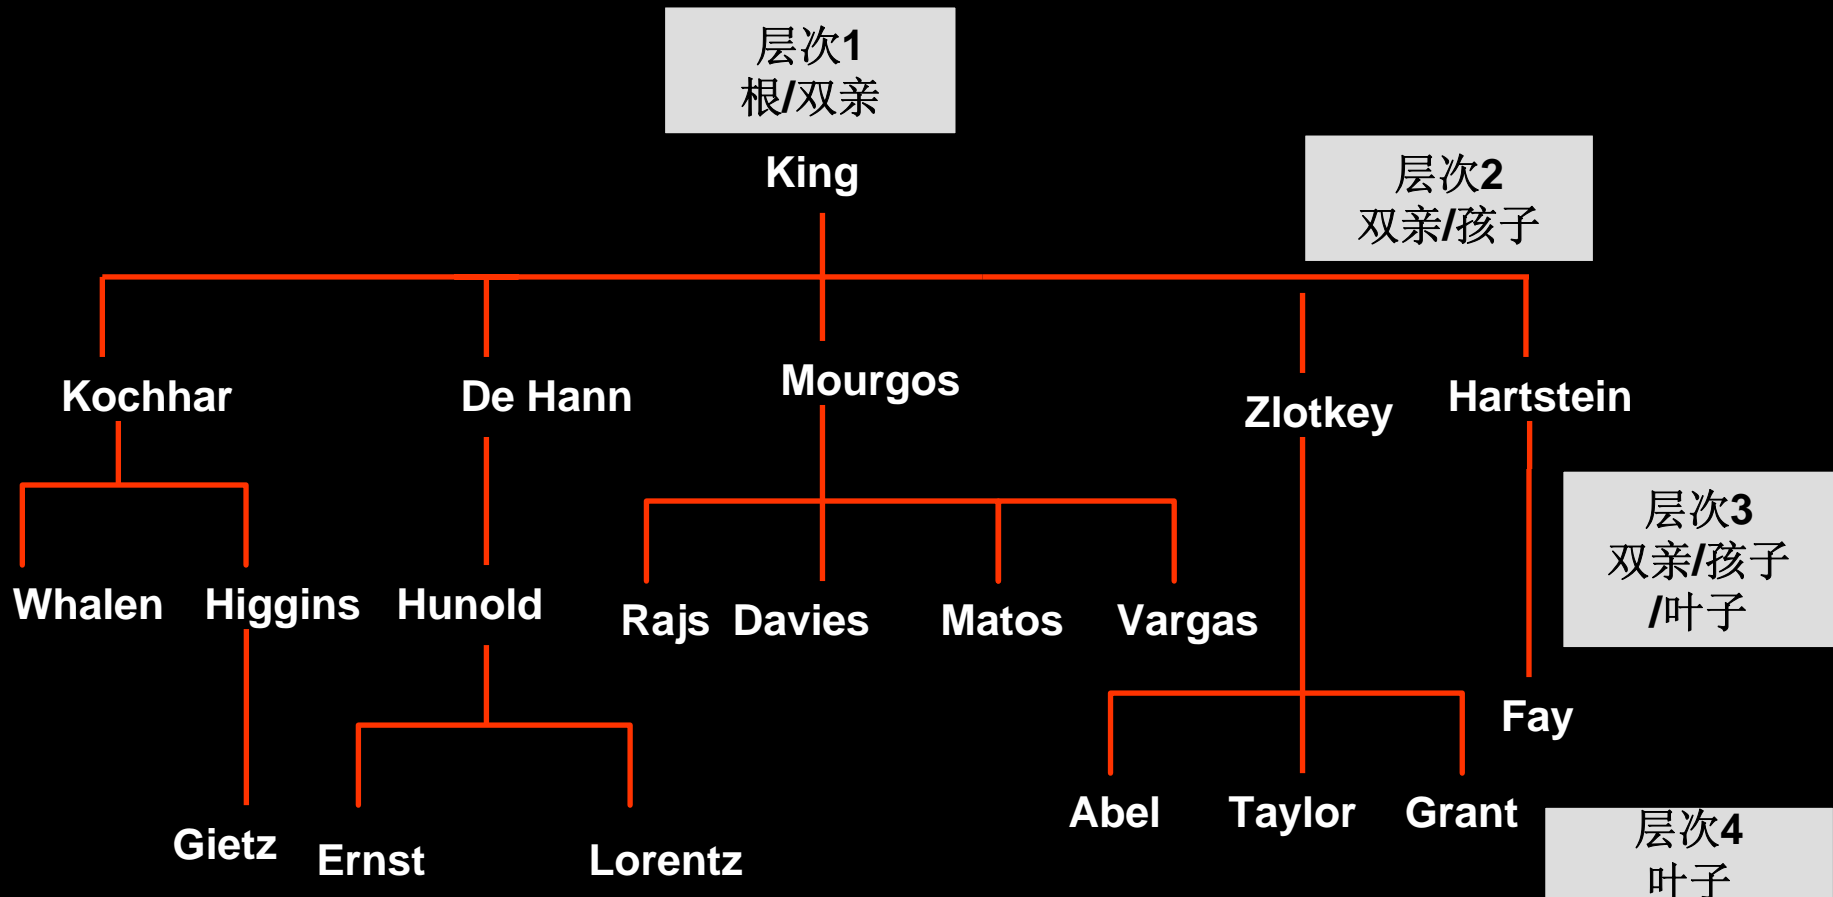 层次1
根/双亲
King
层次2
双亲/孩子
Kochhar
De Hann
Mourgos
Zlotkey
Hartstein
层次3
双亲/孩子
/叶子
Whalen
Higgins
Hunold
Rajs
Davies
Matos
Vargas
Fay
Abel
Taylor
Grant
层次4
叶子
Gietz
Ernst
Lorentz